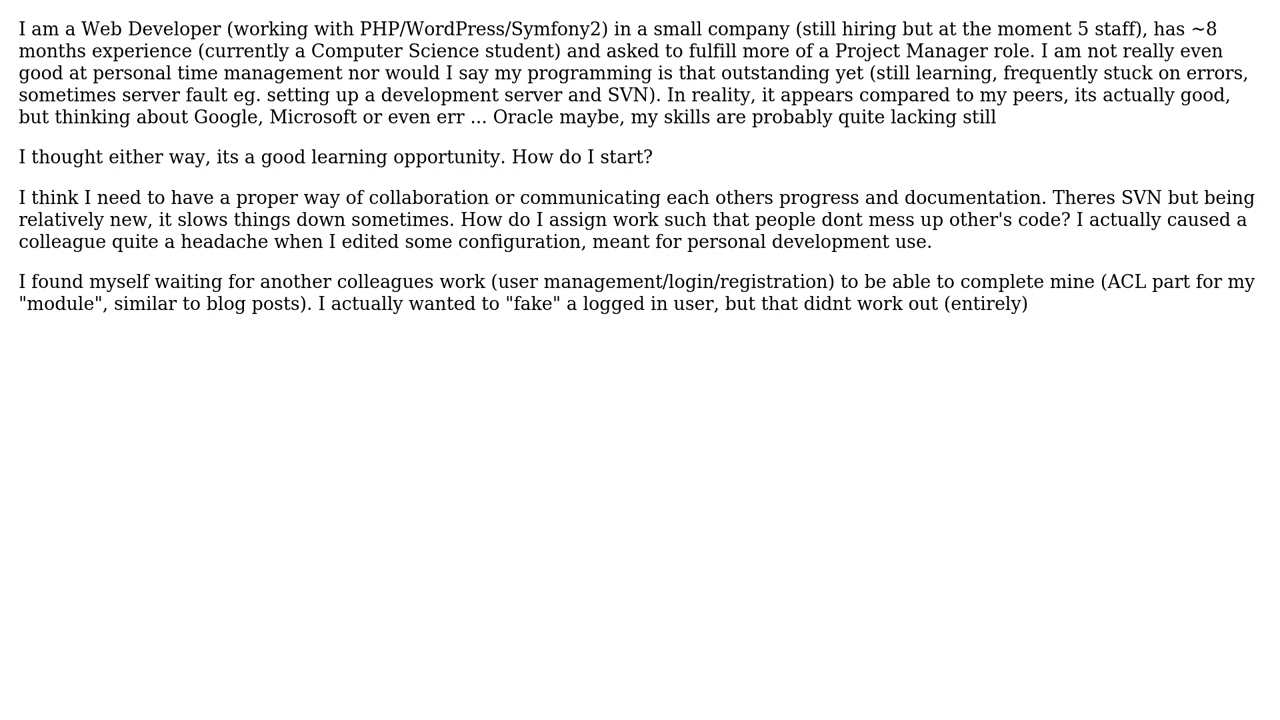 I am a Web Developer (working with PHP/WordPress/Symfony2) in a small company (still hiring but at the moment 5 staff), has ~8
months experience (currently a Computer Science student) and asked to fulfill more of a Project Manager role. I am not really even
good at personal time management nor would I say my programming is that outstanding yet (still learning, frequently stuck on errors,
sometimes server fault eg. setting up a development server and SVN). In reality, it appears compared to my peers, its actually good,
but thinking about Google, Microsoft or even err ... Oracle maybe, my skills are probably quite lacking still
I thought either way, its a good learning opportunity. How do I start?
I think I need to have a proper way of collaboration or communicating each others progress and documentation. Theres SVN but being
relatively new, it slows things down sometimes. How do I assign work such that people dont mess up other's code? I actually caused a
colleague quite a headache when I edited some configuration, meant for personal development use.
I found myself waiting for another colleagues work (user management/login/registration) to be able to complete mine (ACL part for my
"module", similar to blog posts). I actually wanted to "fake" a logged in user, but that didnt work out (entirely)